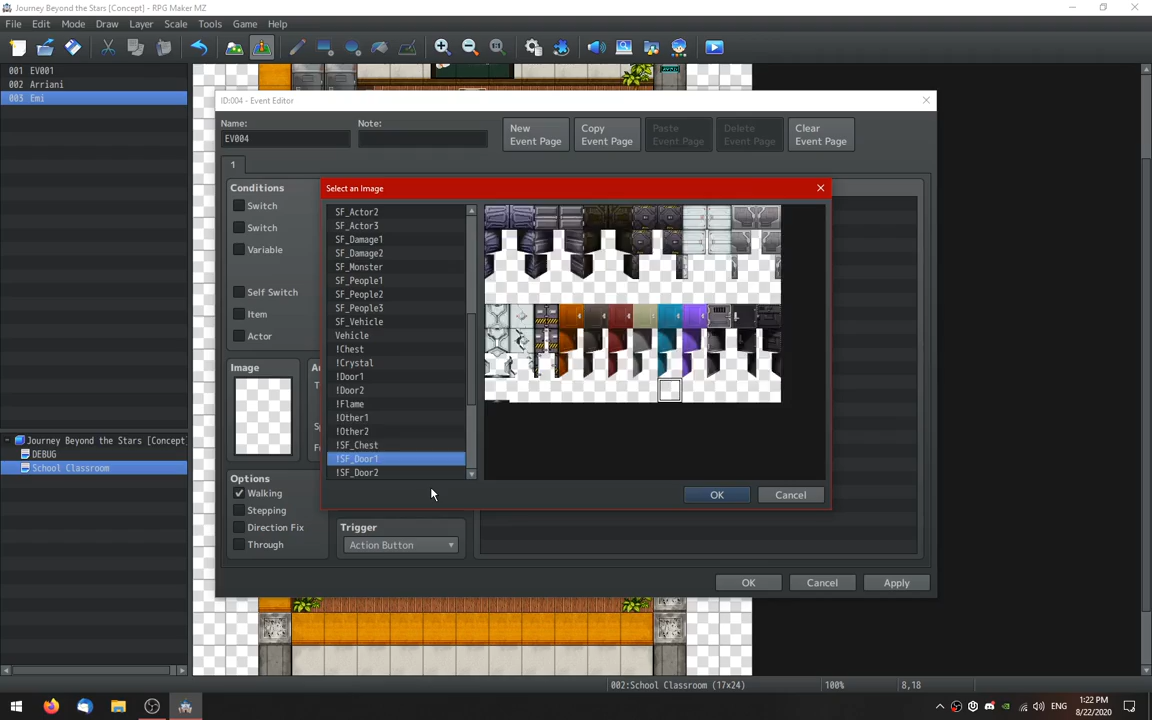 Journey Beyond the Stars [Concept] - RPG Maker MZ
File Edit Mode Draw Layer Scale Tools Game Help
001 EV001
002 Arriani
003 Emi
ID:004 - Event Editor
Name:
Note:
EV004
New Event Page
Copy Event Page
Paste Event Page
Delete Event Page
Clear Event Page
1
Conditions
Switch
Switch
Variable
Self Switch
Item
Actor
Image
Options
Walking
Stepping
Direction Fix
Through
Trigger
Action Button
OK Cancel Apply
Select an Image
SF_Actor2
SF_Actor3
SF_Damage1
SF_Damage2
SF_Monster
SF_People1
SF_People2
SF_People3
SF_Vehicle
Vehicle
!Chest
!Crystal
!Door1
!Door2
!Flame
!Other1
!Other2
!SF_Chest
!SF_Door1
!SF_Door2
OK Cancel
Journey Beyond the Stars [Concept]
DEBUG
School Classroom
002:School Classroom (17x24) 100% 8,18
ENG
1:22 PM
8/22/2020